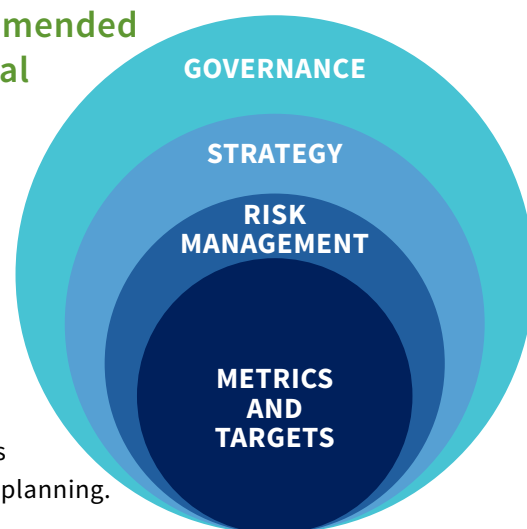 mended
al
GOVERNANCE
STRATEGY
RISK
MANAGEMENT
METRICS
AND
TARGETS
s
planning.